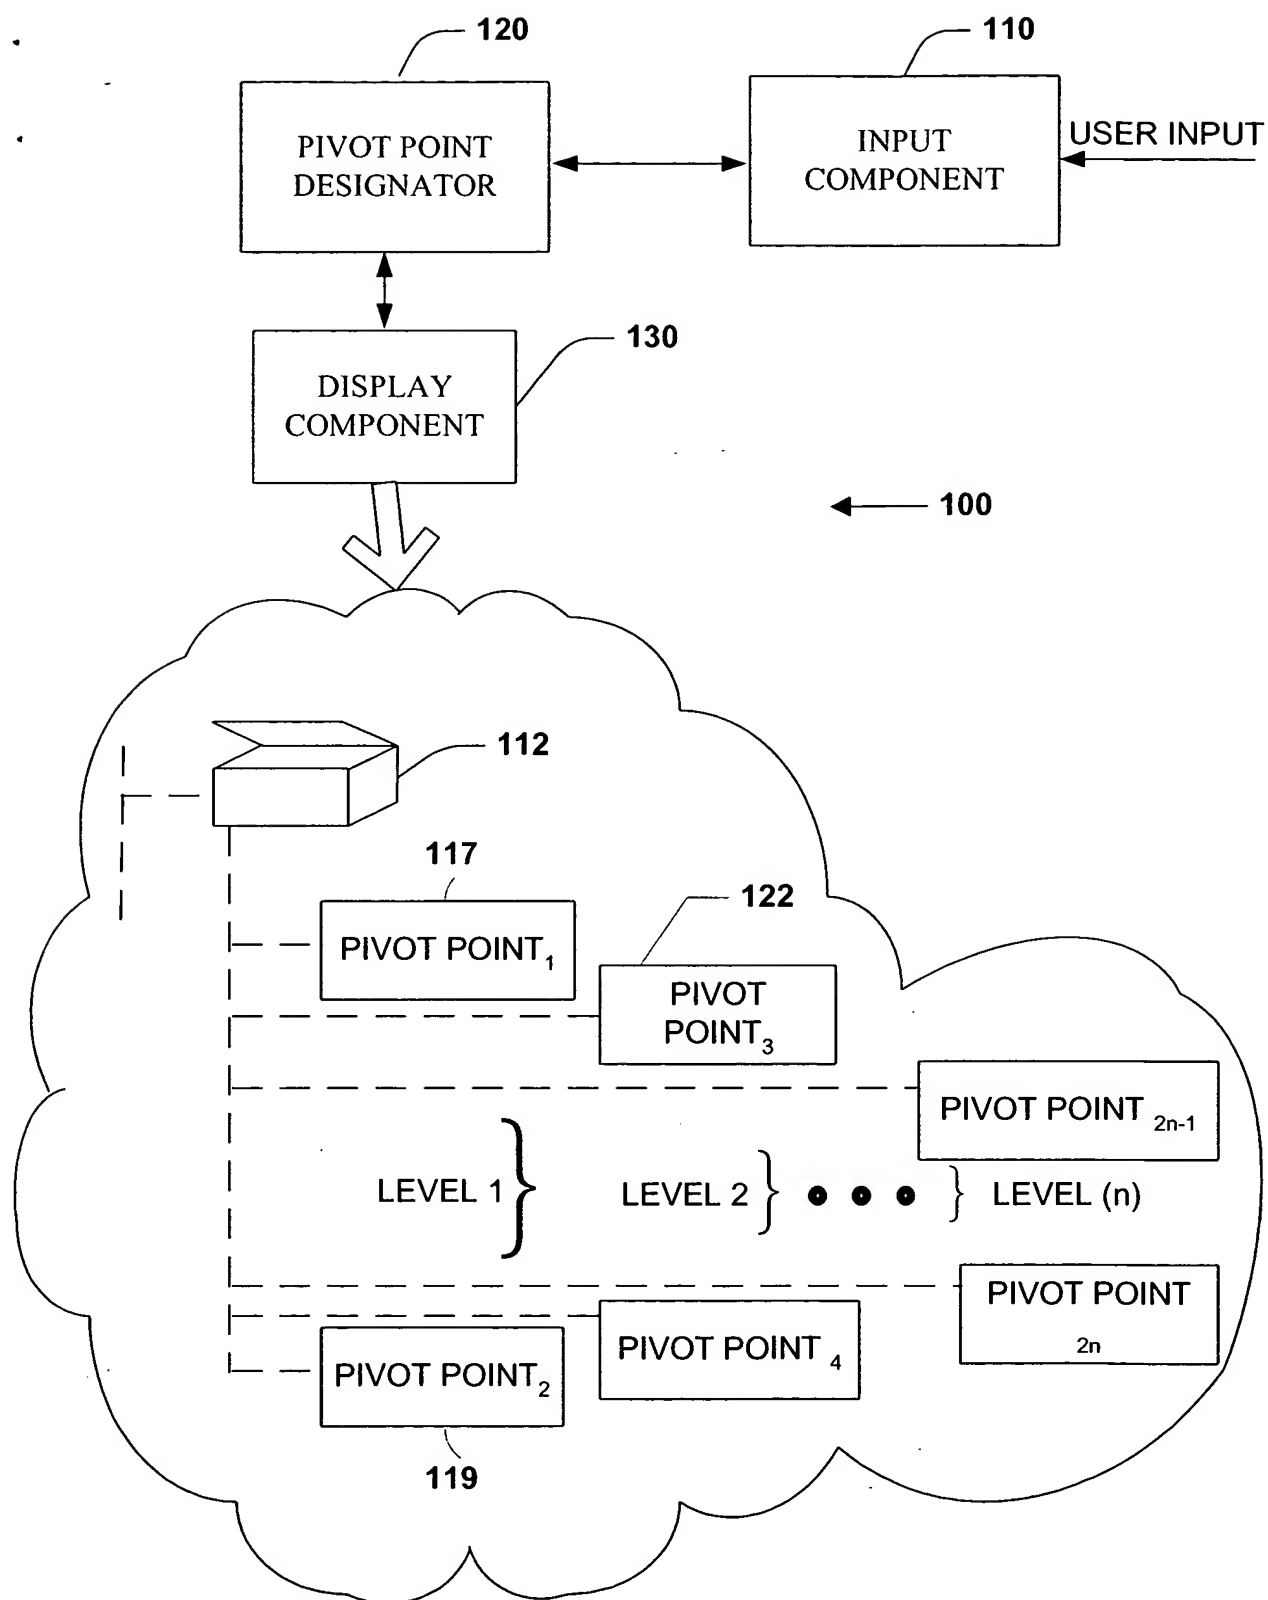 120
110
PIVOT POINT
DESIGNATOR
INPUT
COMPONENT
USER INPUT
130
DISPLAY
COMPONENT
100
112
117
122
PIVOT POINT1
PIVOT
POINT3
PIVOT POINT 2n-1
LEVEL 1
LEVEL 2
LEVEL (n)
PIVOT POINT
2n
PIVOT POINT 4
PIVOT POINT2
119